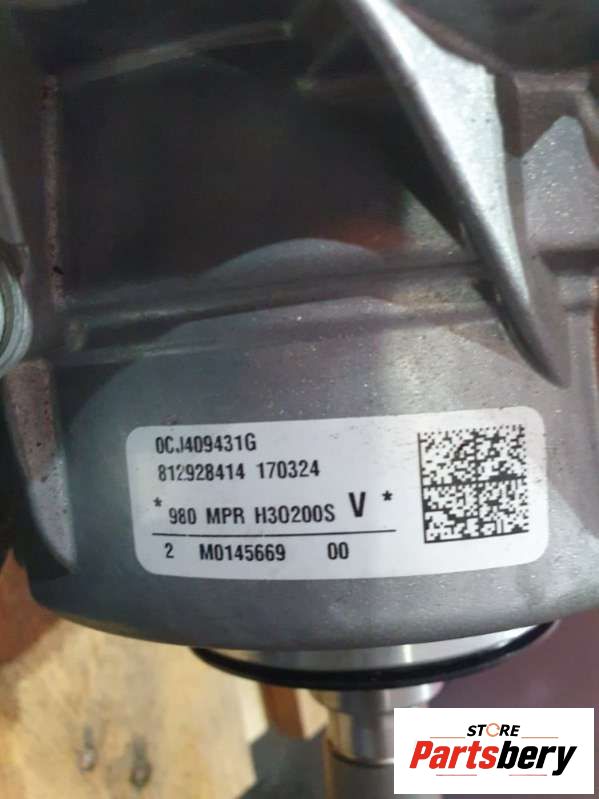 0CJ409431G
812928414 170324
* 980 MPR H30200S V *
2 M0145669 00
STORE
Partsbery